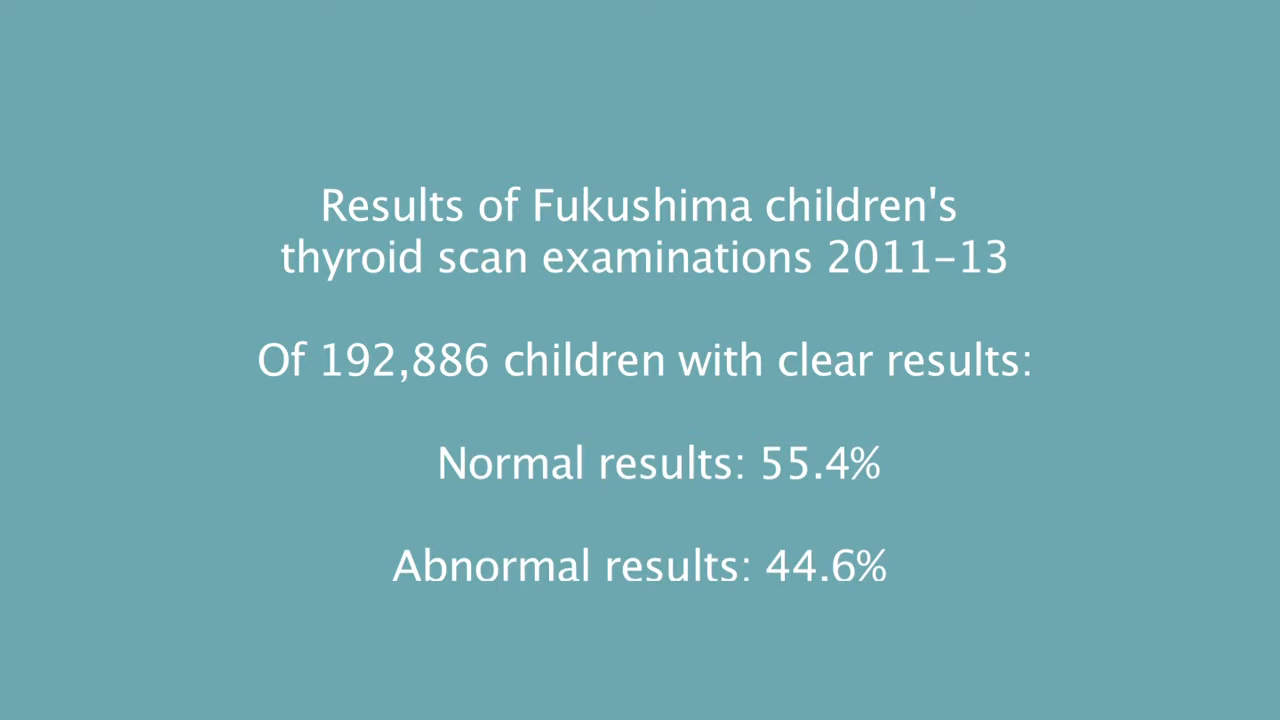 Results of Fukushima children's
thyroid scan examinations 2011–13
Of 192,886 children with clear results:
Normal results: 55.4%
Abnormal results: 44.6%